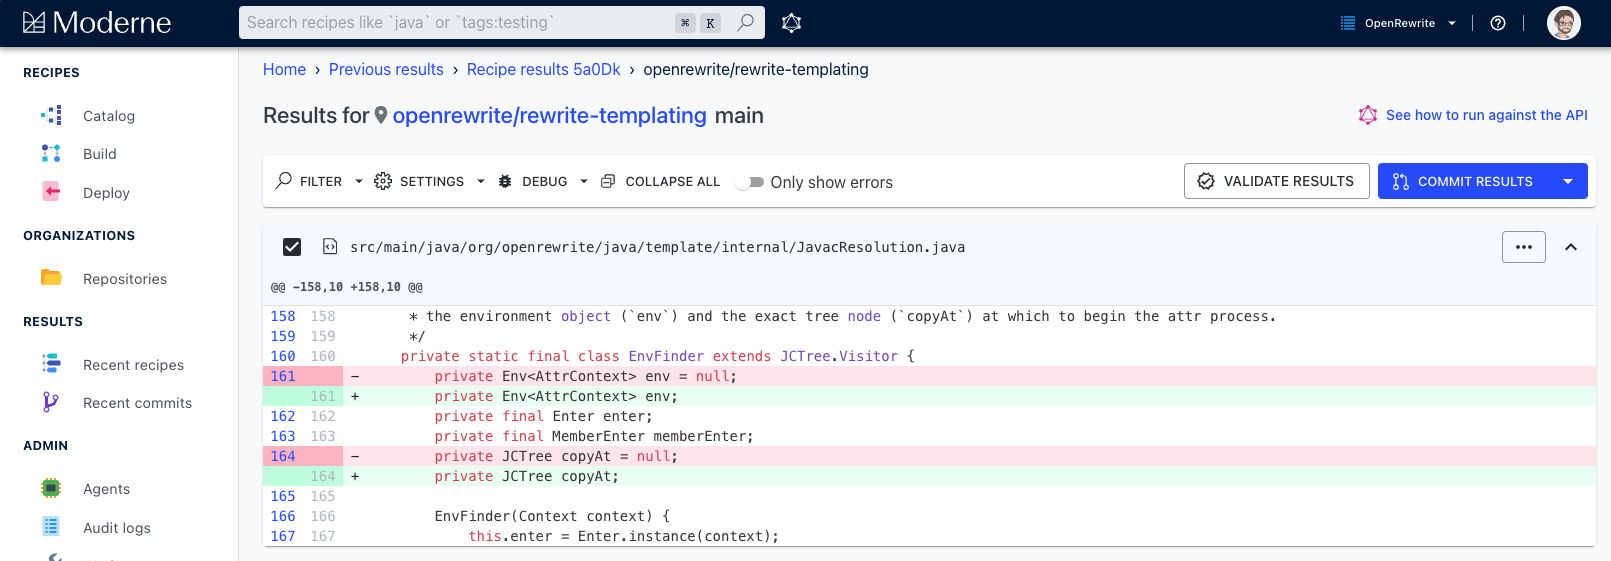 Moderne
Search recipes like `java` or `tags:testing`
⌘ K
OpenRewrite
RECIPES
Catalog
Build
Deploy
ORGANIZATIONS
Repositories
RESULTS
Recent recipes
Recent commits
ADMIN
Agents
Audit logs
Home › Previous results › Recipe results 5a0Dk › openrewrite/rewrite-templating
Results for openrewrite/rewrite-templating main
See how to run against the API
FILTER SETTINGS DEBUG COLLAPSE ALL Only show errors
VALIDATE RESULTS COMMIT RESULTS
src/main/java/org/openrewrite/java/template/internal/JavacResolution.java
@@ -158,10 +158,10 @@
158 158 * the environment object (`env`) and the exact tree node (`copyAt`) at which to begin the attr process.
159 159 */
160 160 private static final class EnvFinder extends JCTree.Visitor {
161 - private Env<AttrContext> env = null;
161 + private Env<AttrContext> env;
162 162 private final Enter enter;
163 163 private final MemberEnter memberEnter;
164 - private JCTree copyAt = null;
164 + private JCTree copyAt;
165 165
166 166 EnvFinder(Context context) {
167 167 this.enter = Enter.instance(context);